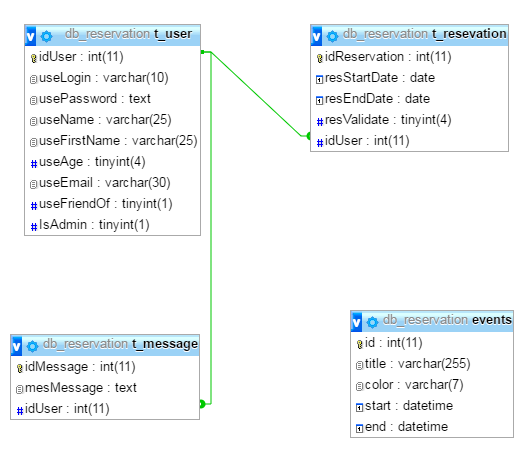 db_reservation t_user
idUser : int(11)
useLogin : varchar(10)
usePassword : text
useName : varchar(25)
useFirstName : varchar(25)
useAge : tinyint(4)
useEmail : varchar(30)
useFriendOf : tinyint(1)
IsAdmin : tinyint(1)
db_reservation t_resevation
idReservation : int(11)
resStartDate : date
resEndDate : date
resValidate : tinyint(4)
idUser : int(11)
db_reservation t_message
idMessage : int(11)
mesMessage : text
idUser : int(11)
db_reservation events
id : int(11)
title : varchar(255)
color : varchar(7)
start : datetime
end : datetime